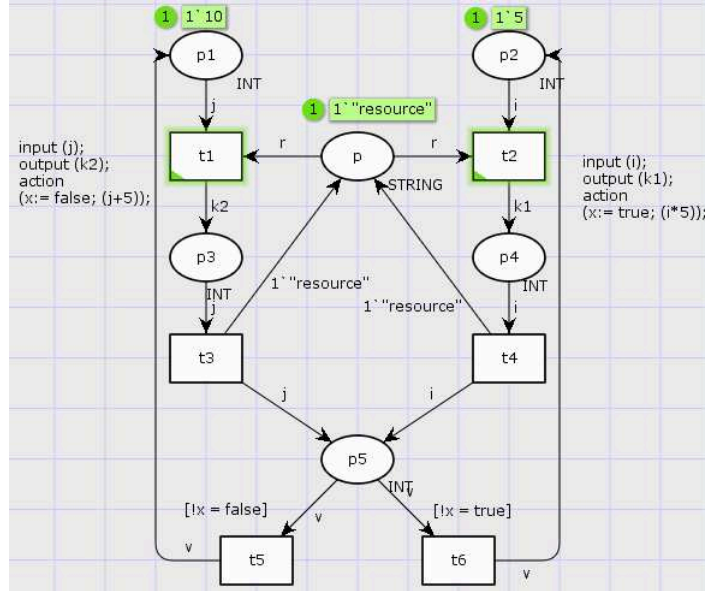 1 1`10
1 1`5
p1
p2
INT
INT
j
i
1 1`"resource"
input (j);
output (k2);
action
(x:= false; (j+5));
t1
r
p
r
t2
input (i);
output (k1);
action
(x:= true; (i*5));
STRING
k2
k1
p3
p4
INT
INT
j
i
1`"resource"
1`"resource"
t3
t4
j
i
p5
INT
[!x = false]
v
v
[!x = true]
v
t5
t6
v